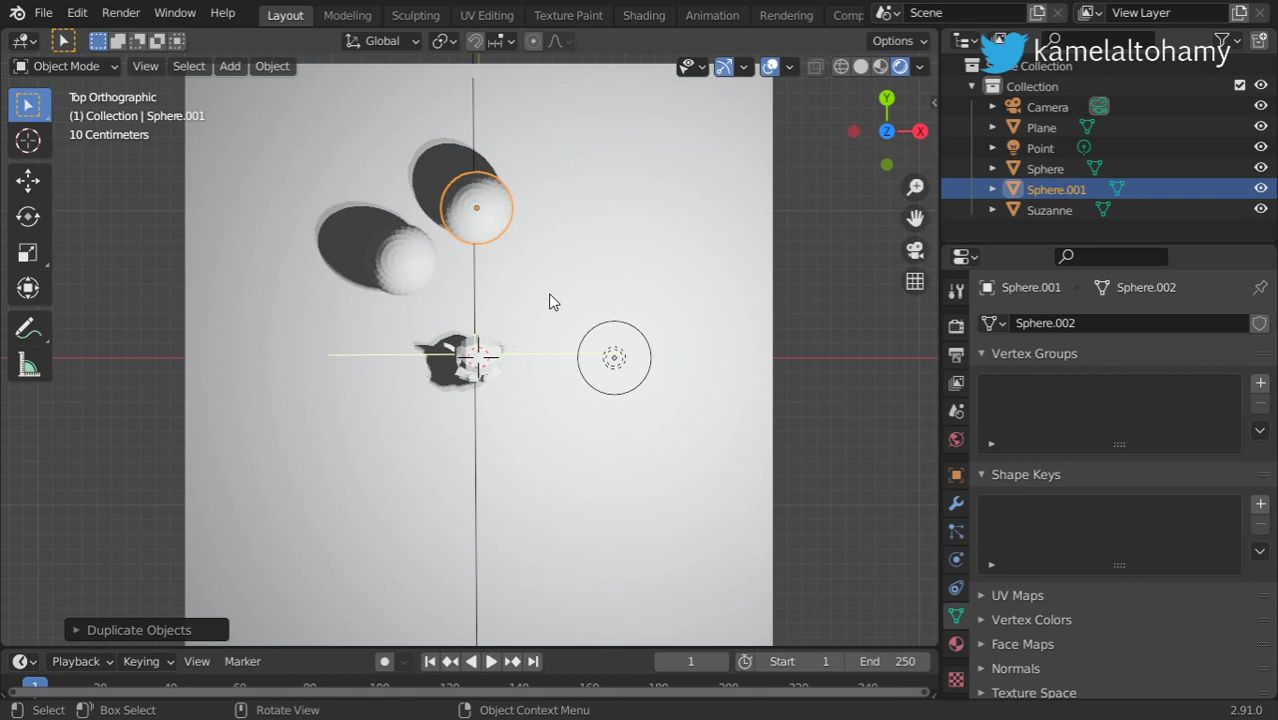 File Edit Render Window Help Layout Modeling Sculpting UV Editing Texture Paint Shading Animation Rendering Comp Scene View Layer
Global Options
kamelaltohamy
Object Mode View Select Add Object
Collection
Top Orthographic
(1) Collection | Sphere.001
10 Centimeters
Y
Z X
Collection
Camera
Plane
Point
Sphere
Sphere.001
Suzanne
Sphere.001 Sphere.002
Sphere.002
Vertex Groups
Shape Keys
UV Maps
Vertex Colors
Face Maps
Normals
Texture Space
Duplicate Objects
Playback Keying View Marker 1 Start 1 End 250
1
Select Box Select Rotate View Object Context Menu 2.91.0